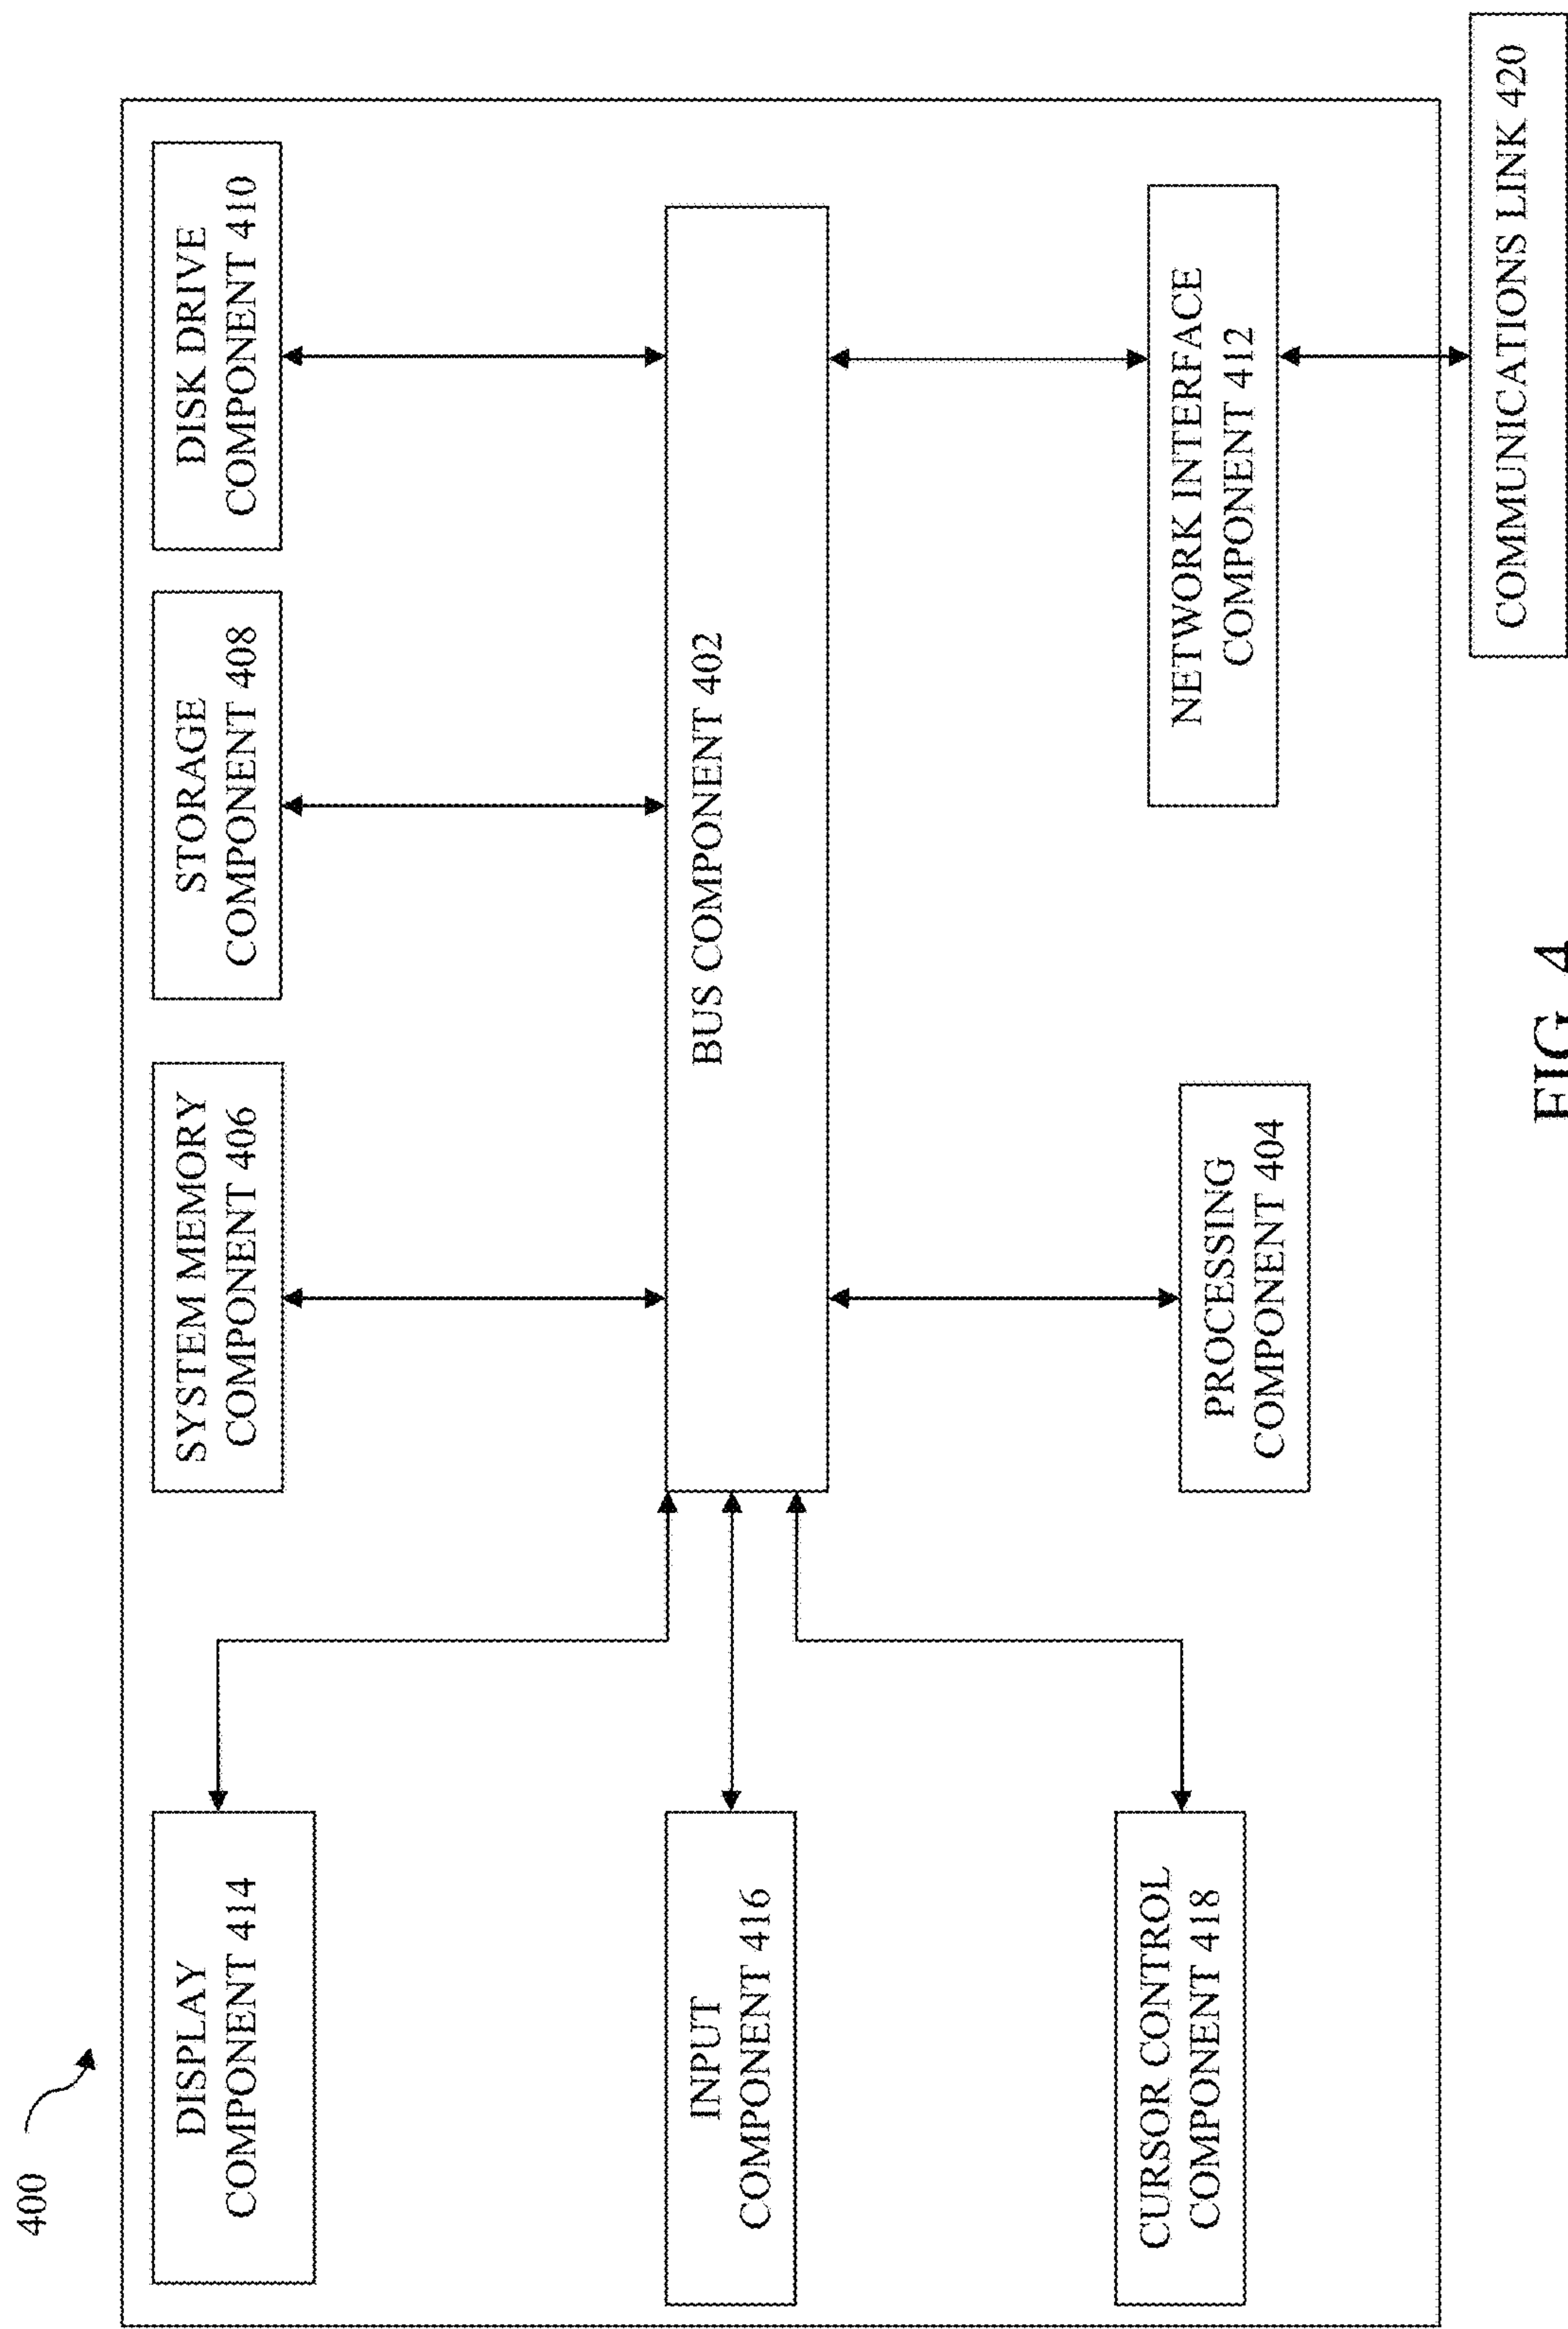 400
DISPLAY
COMPONENT 414
SYSTEM MEMORY
COMPONENT 406
STORAGE
COMPONENT 408
DISK DRIVE
COMPONENT 410
INPUT
COMPONENT 416
BUS COMPONENT 402
CURSOR CONTROL
COMPONENT 418
PROCESSING
COMPONENT 404
NETWORK INTERFACE
COMPONENT 412
COMMUNICATIONS LINK 420
FIG. 4